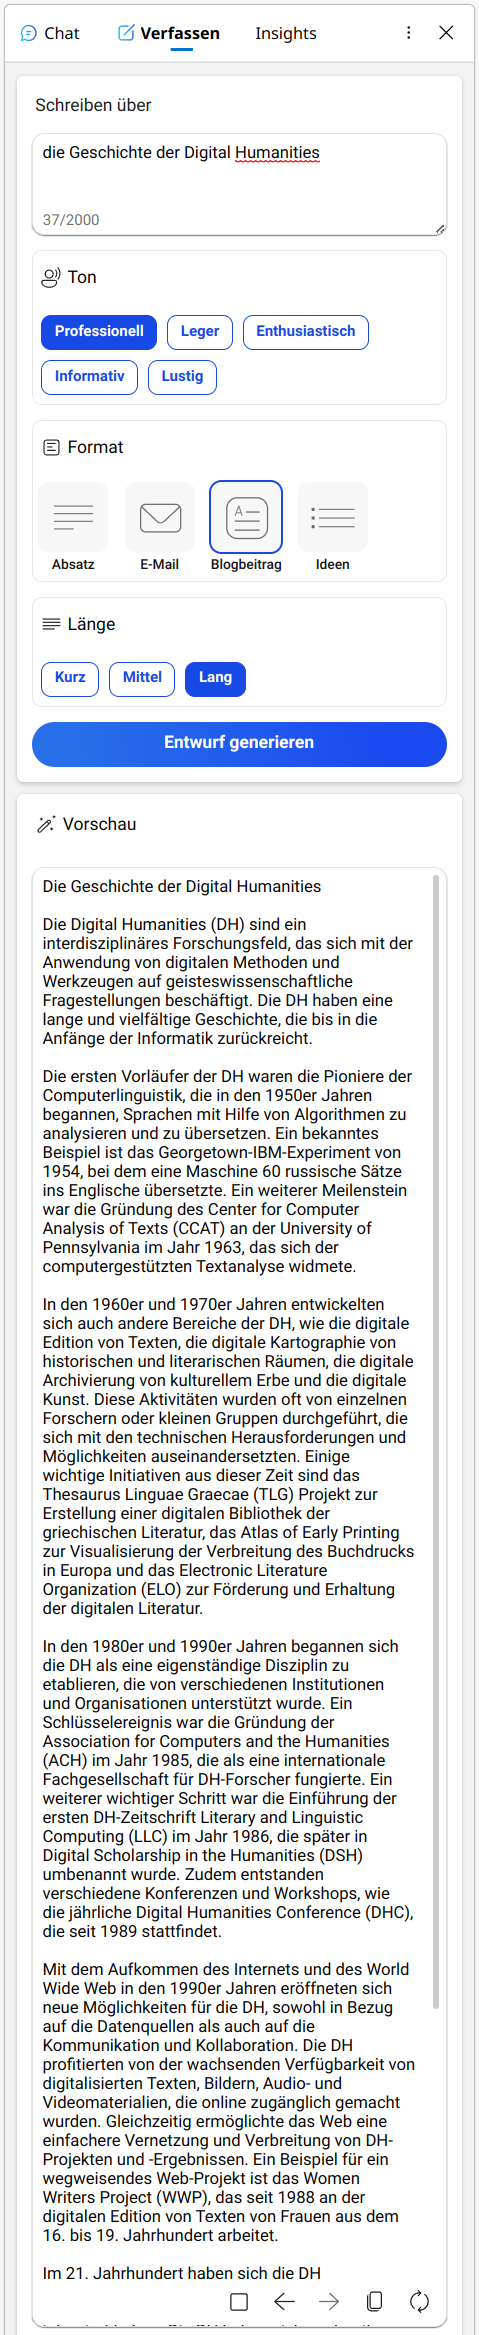 Chat Verfassen Insights
Schreiben über
die Geschichte der Digital Humanities
37/2000
Ton
Professionell Leger Enthusiastisch
Informativ Lustig
Format
A
Absatz E-Mail Blogbeitrag Ideen
Länge
Kurz Mittel Lang
Entwurf generieren
Vorschau
Die Geschichte der Digital Humanities
Die Digital Humanities (DH) sind ein
interdisziplinäres Forschungsfeld, das sich mit der
Anwendung von digitalen Methoden und
Werkzeugen auf geisteswissenschaftliche
Fragestellungen beschäftigt. Die DH haben eine
lange und vielfältige Geschichte, die bis in die
Anfänge der Informatik zurückreicht.
Die ersten Vorläufer der DH waren die Pioniere der
Computerlinguistik, die in den 1950er Jahren
begannen, Sprachen mit Hilfe von Algorithmen zu
analysieren und zu übersetzen. Ein bekanntes
Beispiel ist das Georgetown-IBM-Experiment von
1954, bei dem eine Maschine 60 russische Sätze
ins Englische übersetzte. Ein weiterer Meilenstein
war die Gründung des Center for Computer
Analysis of Texts (CCAT) an der University of
Pennsylvania im Jahr 1963, das sich der
computergestützten Textanalyse widmete.
In den 1960er und 1970er Jahren entwickelten
sich auch andere Bereiche der DH, wie die digitale
Edition von Texten, die digitale Kartographie von
historischen und literarischen Räumen, die digitale
Archivierung von kulturellem Erbe und die digitale
Kunst. Diese Aktivitäten wurden oft von einzelnen
Forschern oder kleinen Gruppen durchgeführt, die
sich mit den technischen Herausforderungen und
Möglichkeiten auseinandersetzten. Einige
wichtige Initiativen aus dieser Zeit sind das
Thesaurus Linguae Graecae (TLG) Projekt zur
Erstellung einer digitalen Bibliothek der
griechischen Literatur, das Atlas of Early Printing
zur Visualisierung der Verbreitung des Buchdrucks
in Europa und das Electronic Literature
Organization (ELO) zur Förderung und Erhaltung
der digitalen Literatur.
In den 1980er und 1990er Jahren begannen sich
die DH als eine eigenständige Disziplin zu
etablieren, die von verschiedenen Institutionen
und Organisationen unterstützt wurde. Ein
Schlüsselereignis war die Gründung der
Association for Computers and the Humanities
(ACH) im Jahr 1985, die als eine internationale
Fachgesellschaft für DH-Forscher fungierte. Ein
weiterer wichtiger Schritt war die Einführung der
ersten DH-Zeitschrift Literary and Linguistic
Computing (LLC) im Jahr 1986, die später in
Digital Scholarship in the Humanities (DSH)
umbenannt wurde. Zudem entstanden
verschiedene Konferenzen und Workshops, wie
die jährliche Digital Humanities Conference (DHC),
die seit 1989 stattfindet.
Mit dem Aufkommen des Internets und des World
Wide Web in den 1990er Jahren eröffneten sich
neue Möglichkeiten für die DH, sowohl in Bezug
auf die Datenquellen als auch auf die
Kommunikation und Kollaboration. Die DH
profitierten von der wachsenden Verfügbarkeit von
digitalisierten Texten, Bildern, Audio- und
Videomaterialien, die online zugänglich gemacht
wurden. Gleichzeitig ermöglichte das Web eine
einfachere Vernetzung und Verbreitung von DH-
Projekten und -Ergebnissen. Ein Beispiel für ein
wegweisendes Web-Projekt ist das Women
Writers Project (WWP), das seit 1988 an der
digitalen Edition von Texten von Frauen aus dem
16. bis 19. Jahrhundert arbeitet.
Im 21. Jahrhundert haben sich die DH